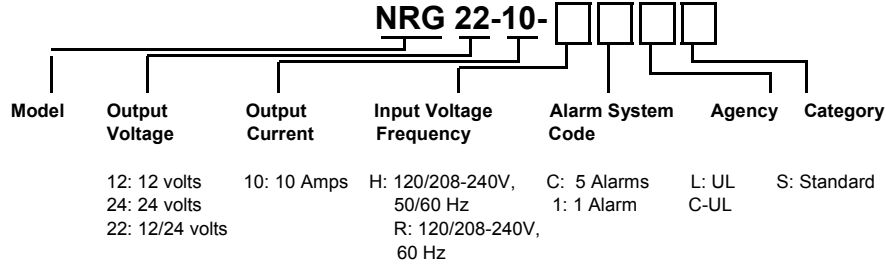 NRG 22-10-
Model Output Output Input Voltage Alarm System Agency Category
Voltage Current Frequency Code
12: 12 volts 10: 10 Amps H: 120/208-240V, C: 5 Alarms L: UL S: Standard
24: 24 volts 50/60 Hz 1: 1 Alarm C-UL
22: 12/24 volts R: 120/208-240V,
60 Hz